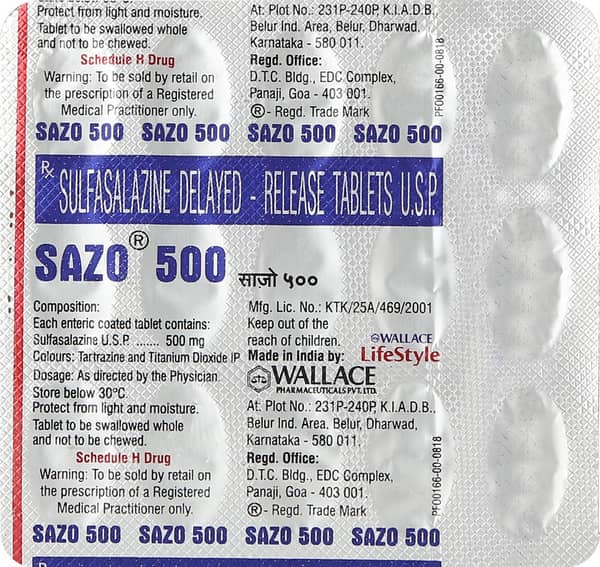 Protect from light and moisture.
Tablet to be swallowed whole
and not to be chewed.
Schedule H Drug
Warning: To be sold by retail on
the prescription of a Registered
Medical Practitioner only.
At. Plot No.: 231P-240P, K.I.A.D.B.,
Belur Ind. Area, Belur, Dharwad,
Karnataka - 580 011.
Regd. Office:
D.T.C. Bldg., EDC Complex,
Panaji, Goa - 403 001.
® - Regd. Trade Mark
PF00166-00-0818
SAZO 500 SAZO 500 SAZO 500 SAZO 500
Rx SULFASALAZINE DELAYED - RELEASE TABLETS U.S.P.
SAZO® 500 साजो ५००
Composition:
Each enteric coated tablet contains:
Sulfasalazine U.S.P. ....... 500 mg
Colours: Tartrazine and Titanium Dioxide IP
Dosage: As directed by the Physician.
Store below 30°C.
Protect from light and moisture.
Tablet to be swallowed whole
and not to be chewed.
Schedule H Drug
Warning: To be sold by retail on
the prescription of a Registered
Medical Practitioner only.
Mfg. Lic. No.: KTK/25A/469/2001
Keep out of the
reach of children.
Made in India by:
WALLACE
LifeStyle
WALLACE
PHARMACEUTICALS PVT. LTD.
At. Plot No.: 231P-240P, K.I.A.D.B.,
Belur Ind. Area, Belur, Dharwad,
Karnataka - 580 011.
Regd. Office:
D.T.C. Bldg., EDC Complex,
Panaji, Goa - 403 001.
® - Regd. Trade Mark
PF00166-00-0818
SAZO 500 SAZO 500 SAZO 500 SAZO 500